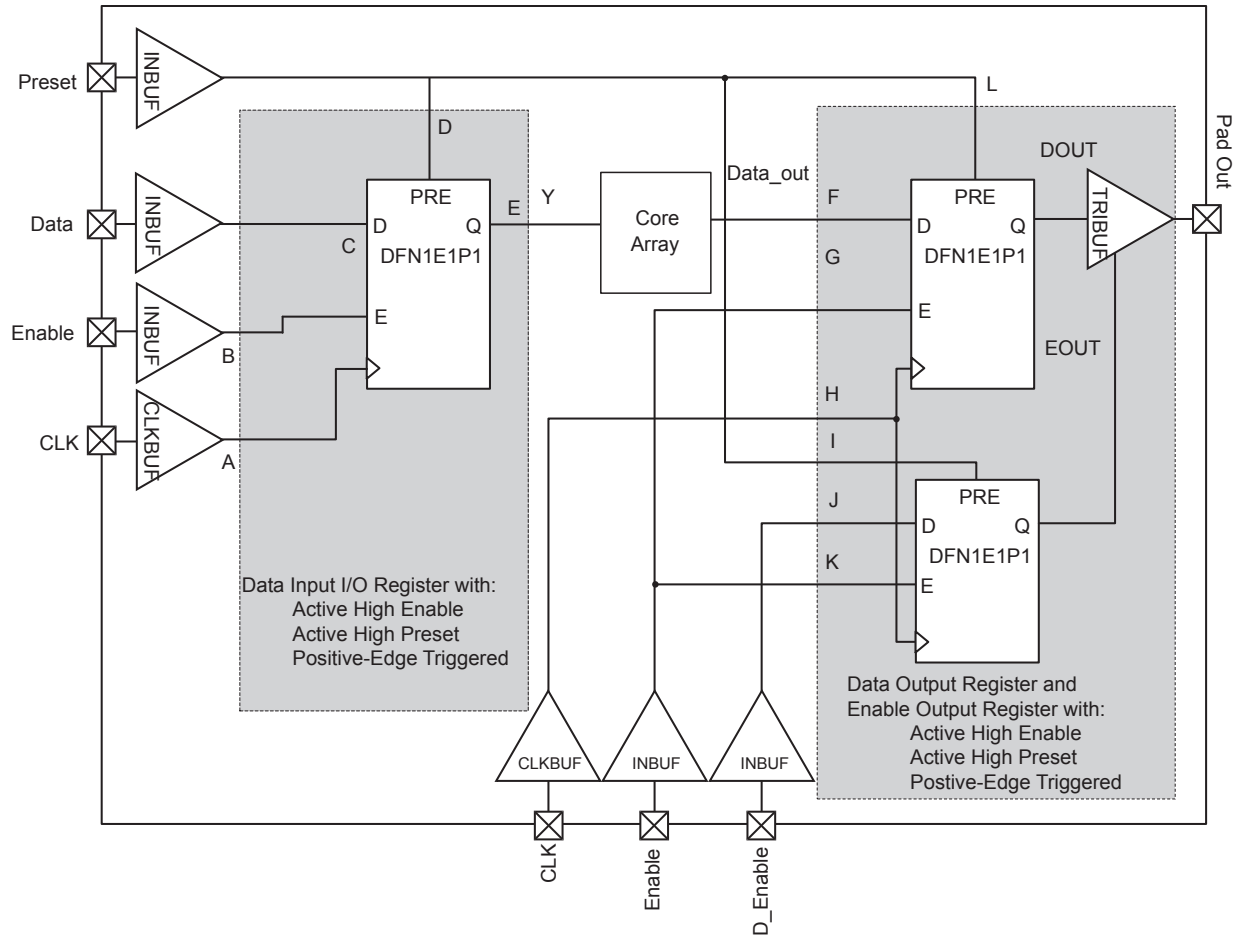 Preset
INBUF
D
L
Pad Out
Data
INBUF
PRE
D
Q
C
DFN1E1P1
E
E
Y
Core
Array
Data_out
F
G
PRE
D
Q
DFN1E1P1
E
DOUT
TRIBUF
EOUT
Enable
INBUF
B
CLK
CLKBUF
A
H
I
J
K
PRE
D
Q
DFN1E1P1
E
Data Input I/O Register with:
Active High Enable
Active High Preset
Positive-Edge Triggered
Data Output Register and
Enable Output Register with:
Active High Enable
Active High Preset
Postive-Edge Triggered
CLKBUF
INBUF
INBUF
CLK
Enable
D_Enable